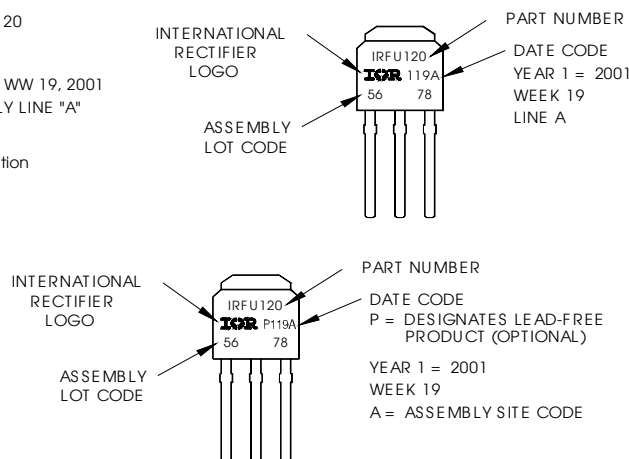 20
WW 19, 2001
LY LINE "A"
tion
INTERNATIONAL
RECTIFIER
LOGO
ASSEMBLY
LOT CODE
IRFU120
IOR 119A
56 78
PART NUMBER
DATE CODE
YEAR 1 = 2001
WEEK 19
LINE A
INTERNATIONAL
RECTIFIER
LOGO
ASSEMBLY
LOT CODE
IRFU120
IOR P119A
56 78
PART NUMBER
DATE CODE
P = DESIGNATES LEAD-FREE
PRODUCT (OPTIONAL)
YEAR 1 = 2001
WEEK 19
A = ASSEMBLY SITE CODE